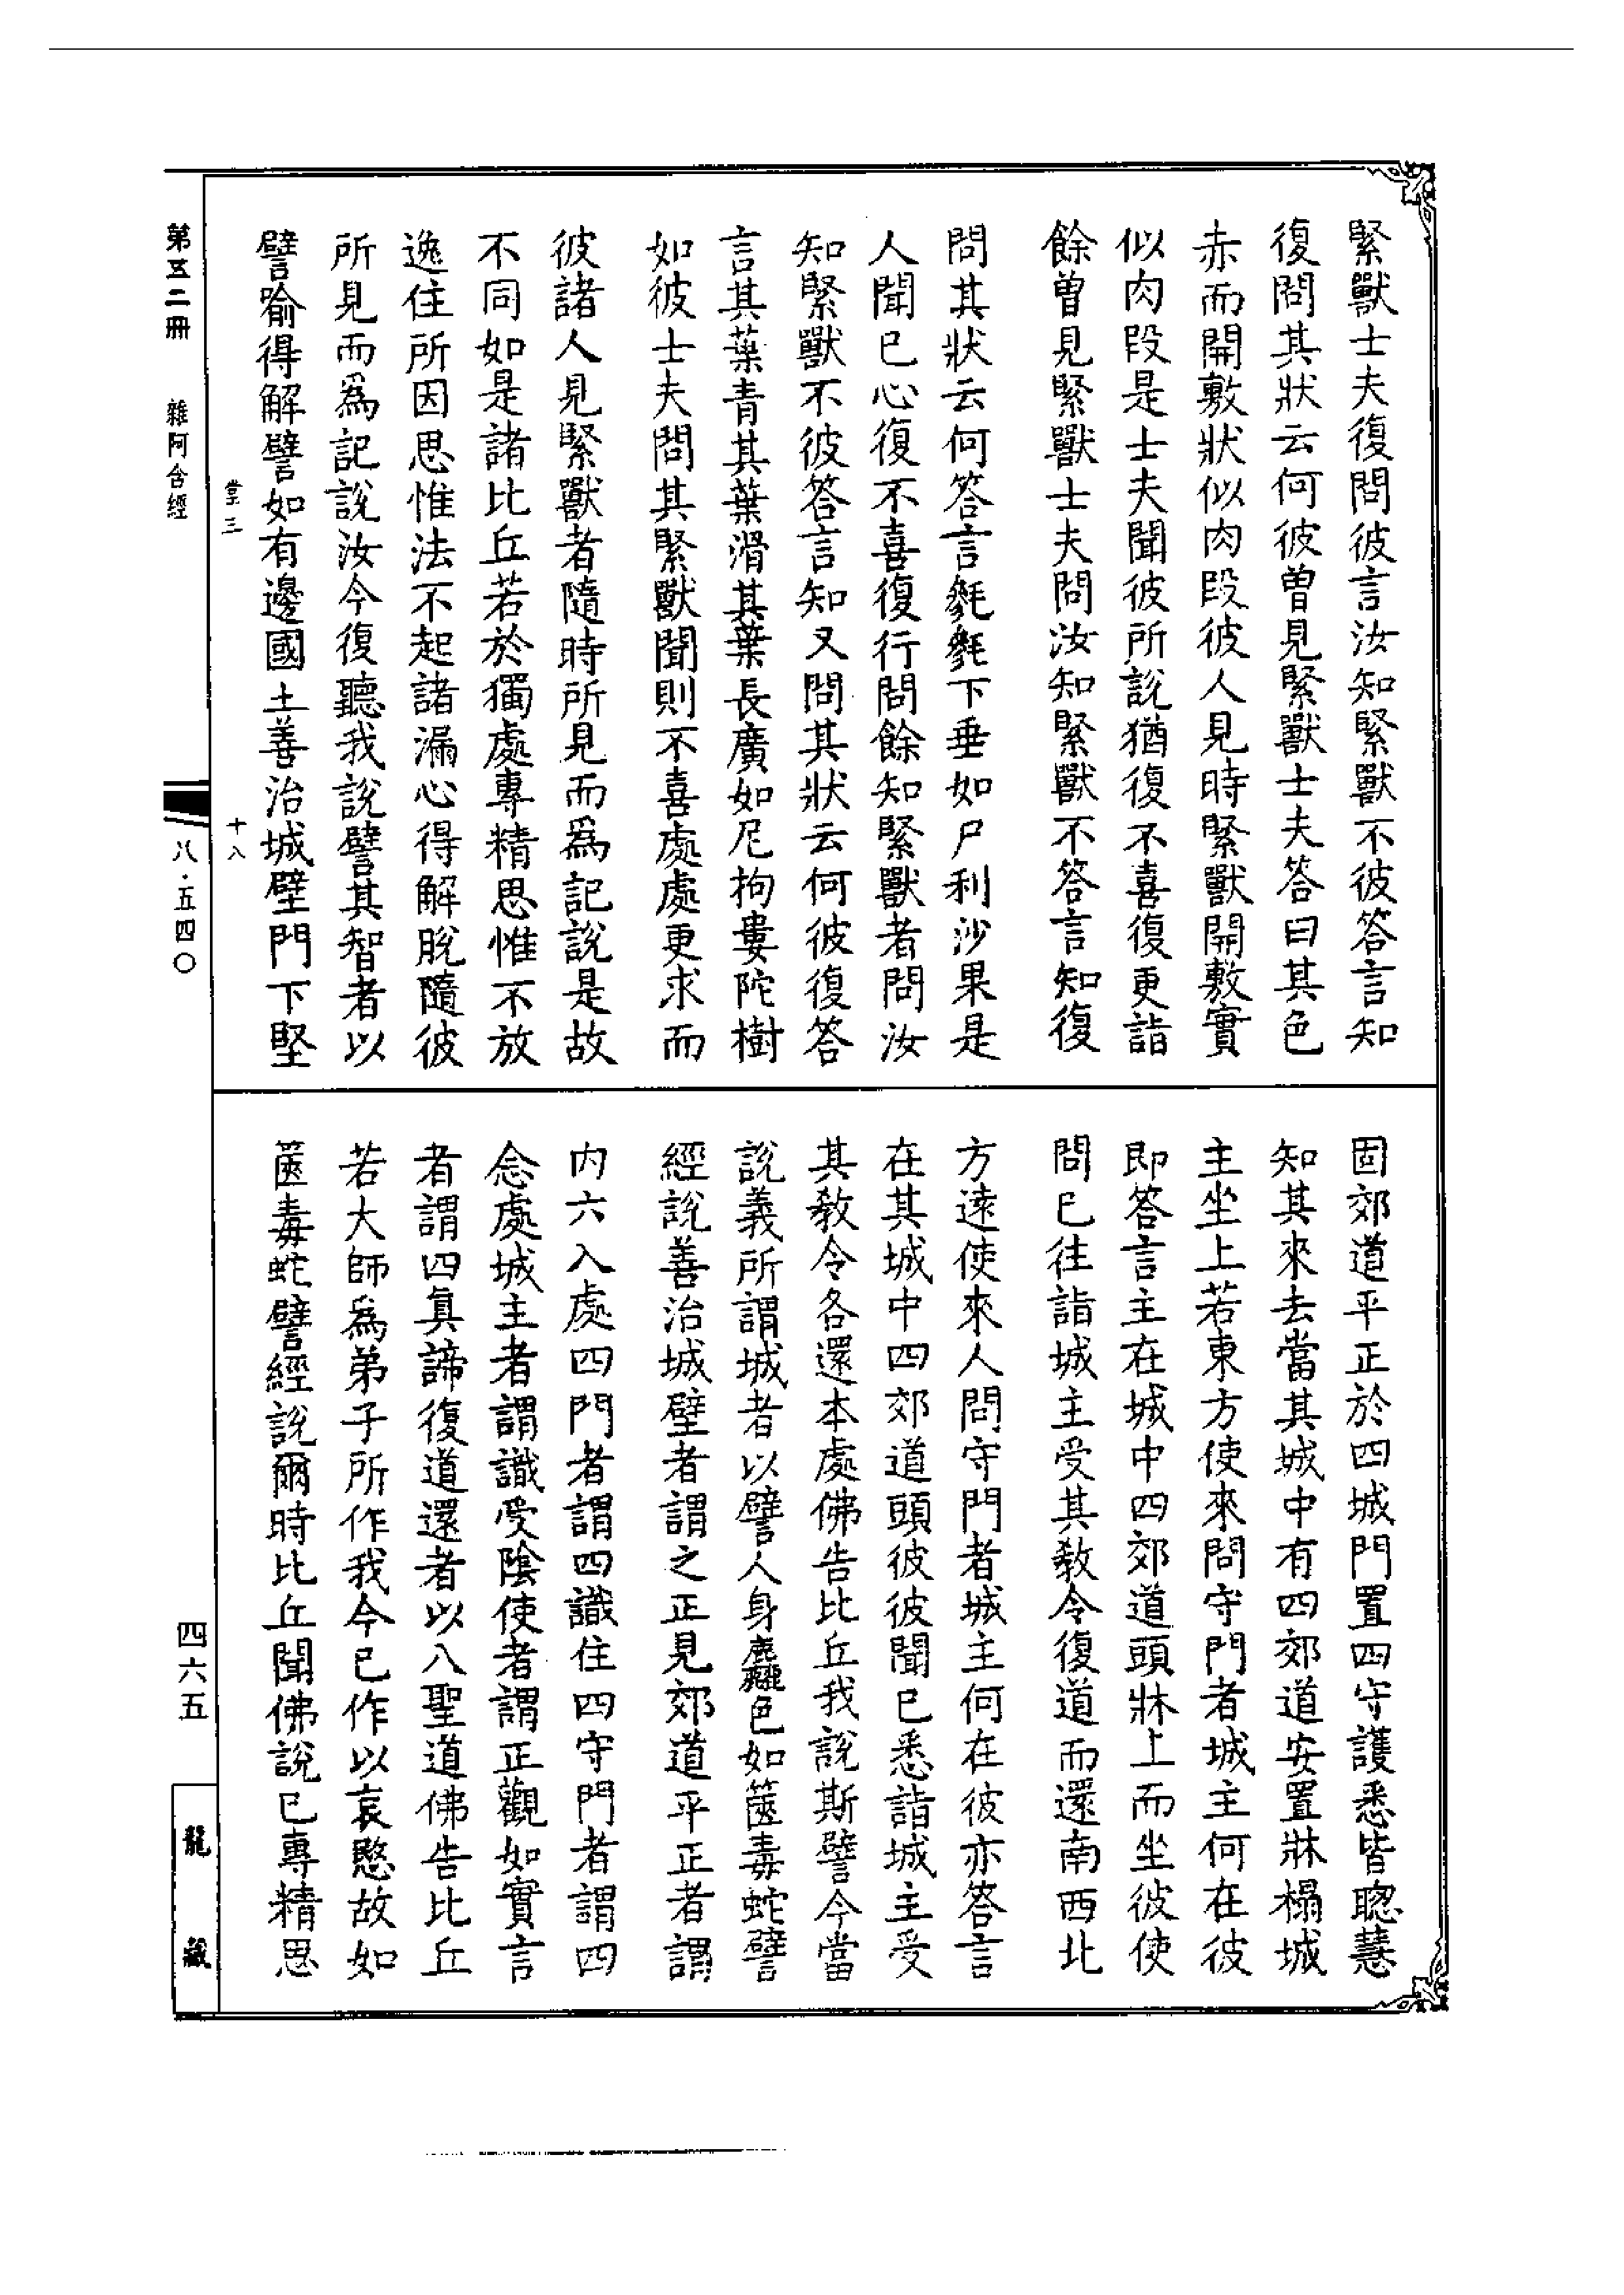 緊獸士夫復問彼言汝知緊獸不彼答言知
復問其狀云何彼曾見緊獸士夫答曰其色
赤而開敷狀似肉段彼人見時緊獸開敷實
似肉段是士夫聞彼所說猶復不喜復更詣
餘曾見緊獸士夫問汝知緊獸不答言知復
問其狀云何答言毿毿下垂如尸利沙果是
人聞已心復不喜復行問餘知緊獸者問汝
知緊獸不彼答言知又問其狀云何彼復答
言其葉青其葉滑其葉長廣如尼拘婁陀樹
如彼士夫問其緊獸聞則不喜處處更求而
彼諸人見緊獸者隨時所見而為記說是故
不同如是諸比丘若於獨處專精思惟不放
逸住所因思惟法不起諸漏心得解脫隨彼
所見而為記說汝今復聽我說譬其智者以
譬喻得解譬如有邊國土善治城壁門下堅
固郊道平正於四城門置四守護悉皆聰慧
知其來去當其城中有四郊道安置牀榻城
主坐上若東方使來問守門者城主何在彼
即答言主在城中四郊道頭牀上而坐彼使
問已往詣城主受其教令復道而還南西北
方遠使來人問守門者城主何在彼亦答言
在其城中四郊道頭彼彼聞已悉詣城主受
其教令各還本處佛告比丘我說斯譬今當
說義所謂城者以譬人身麤色如篋毒蛇譬
經說善治城壁者謂之正見郊道平正者謂
內六入處四門者謂四識住四守門者謂四
念處城主者謂識受陰使者謂正觀如實言
者謂四真諦復道還者以八聖道佛告比丘
若大師為弟子所作我今已作以哀愍故如
篋毒蛇譬經說爾時比丘聞佛說已專精思
第五二冊 雜阿含經
棠三 十八
八·五四〇
四六五
龍藏